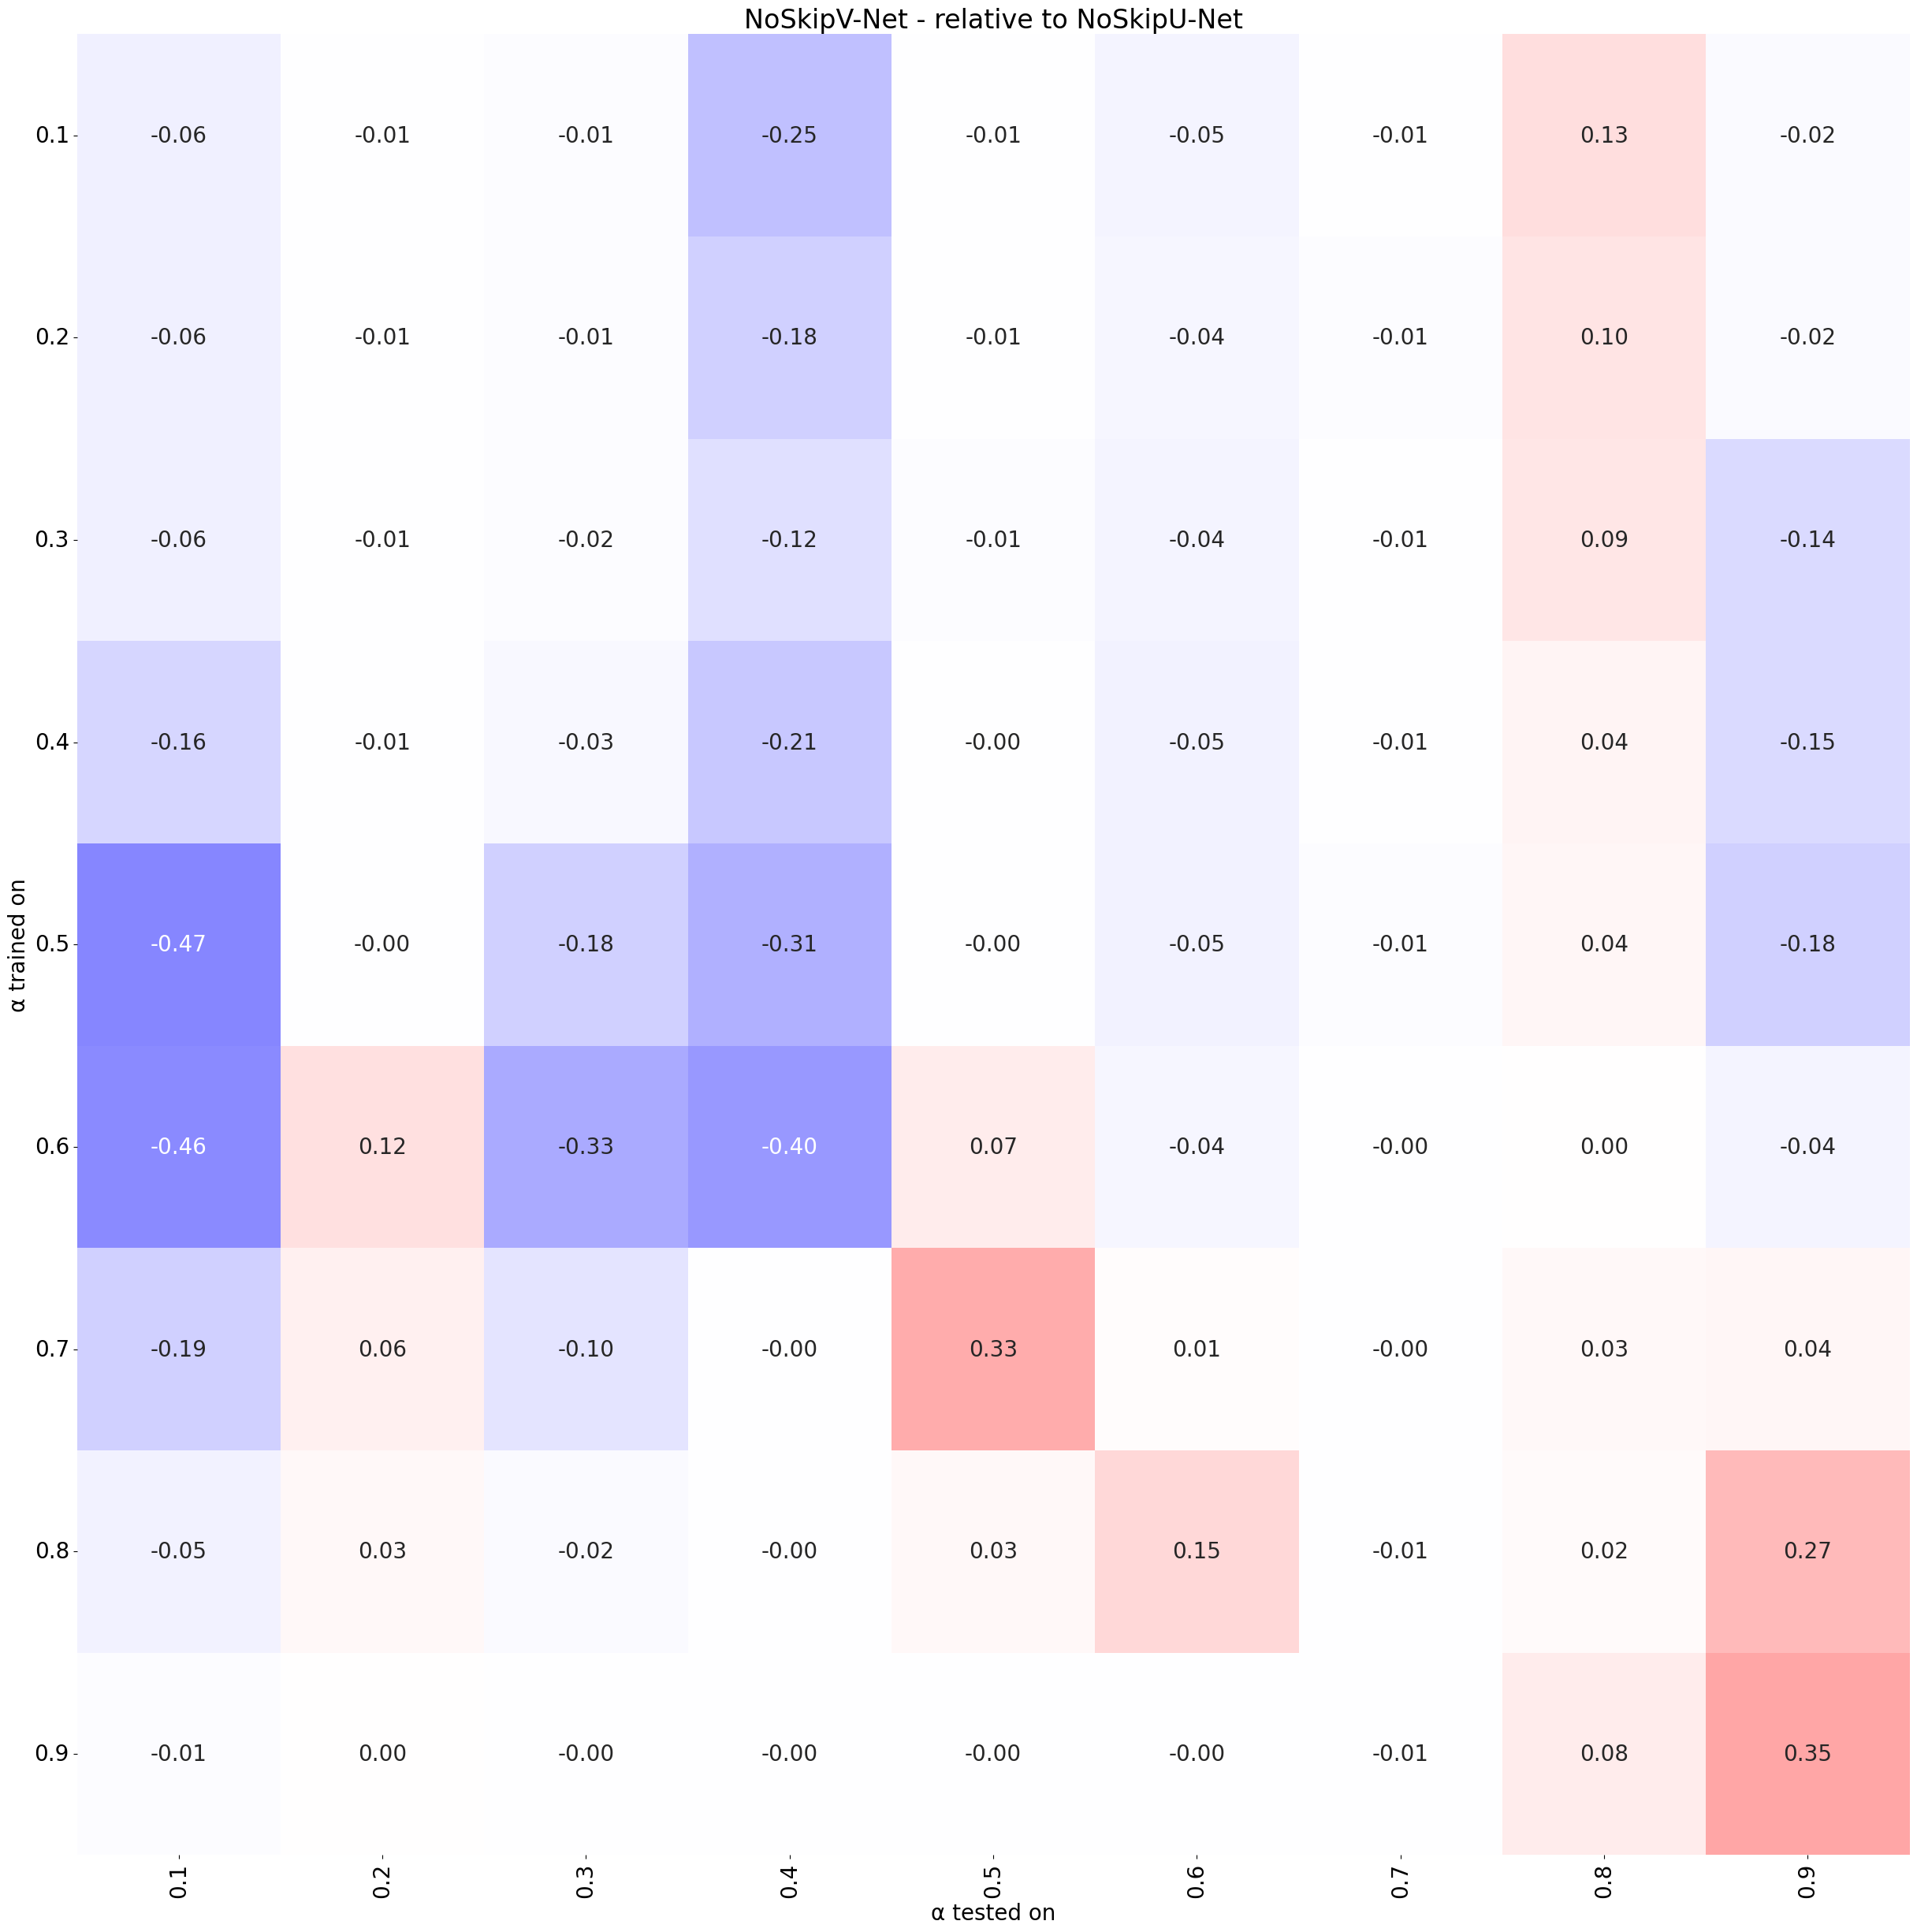 NoSkipV-Net - relative to NoSkipU-Net
0.1 -0.06 -0.01 -0.01 -0.25 -0.01 -0.05 -0.01 0.13 -0.02
0.2 -0.06 -0.01 -0.01 -0.18 -0.01 -0.04 -0.01 0.10 -0.02
0.3 -0.06 -0.01 -0.02 -0.12 -0.01 -0.04 -0.01 0.09 -0.14
0.4 -0.16 -0.01 -0.03 -0.21 -0.00 -0.05 -0.01 0.04 -0.15
α trained on
0.5 -0.47 -0.00 -0.18 -0.31 -0.00 -0.05 -0.01 0.04 -0.18
0.6 -0.46 0.12 -0.33 -0.40 0.07 -0.04 -0.00 0.00 -0.04
0.7 -0.19 0.06 -0.10 -0.00 0.33 0.01 -0.00 0.03 0.04
0.8 -0.05 0.03 -0.02 -0.00 0.03 0.15 -0.01 0.02 0.27
0.9 -0.01 0.00 -0.00 -0.00 -0.00 -0.00 -0.01 0.08 0.35
0.1 0.2 0.3 0.4 0.5 0.6 0.7 0.8 0.9
α tested on